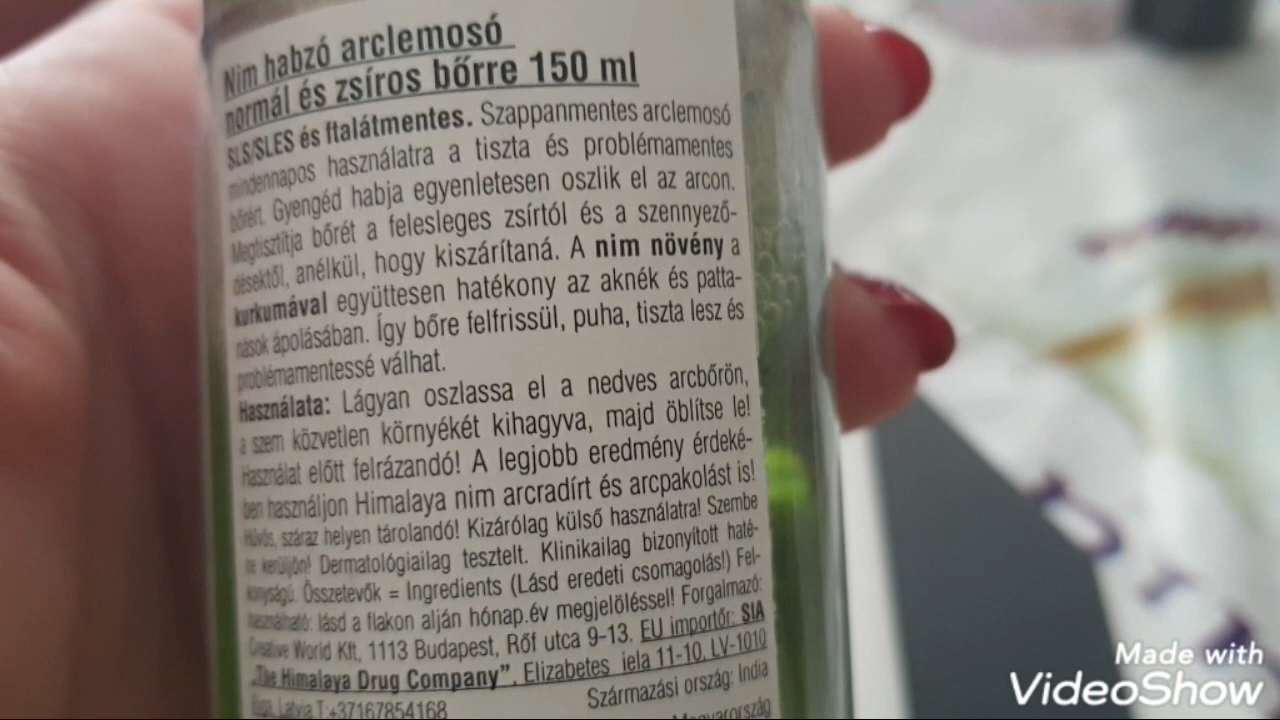 Nim habzó arclemosó
normál és zsíros bőrre 150 ml
SLS/SLES és ftalátmentes. Szappanmentes arclemosó
mindennapos használatra a tiszta és problémamentes
bőrért. Gyengéd habja egyenletesen oszlik el az arcon.
Megtisztítja bőrét a felesleges zsírtól és a szennyező-
désektől, anélkül, hogy kiszárítaná. A nim növény a
kurkumával együttesen hatékony az aknék és patta-
nások ápolásában. Így bőre felfrissül, puha, tiszta lesz és
problémamentessé válhat.
Használata: Lágyan oszlassa el a nedves arcbőrön,
a szem közvetlen környékét kihagyva, majd öblítse le!
Használat előtt felrázandó! A legjobb eredmény érdeké-
ben használjon Himalaya nim arcradírt és arcpakolást is!
Hűvös, száraz helyen tárolandó! Kizárólag külső használatra! Szembe
ne kerüljön! Dermatológiailag tesztelt. Klinikailag bizonyított haté-
konyságú. Összetevők = Ingredients (Lásd eredeti csomagolás!) Fel-
használható: lásd a flakon alján hónap.év megjelöléssel! Forgalmazó:
Creative World Kft, 1113 Budapest, Róf utca 9-13. EU importőr: SIA
„The Himalaya Drug Company”, Elizabetes iela 11-10, LV-1010
Riga, Latvia T:+37167854168 Származási ország: India
Magyarország
Made with
VideoShow